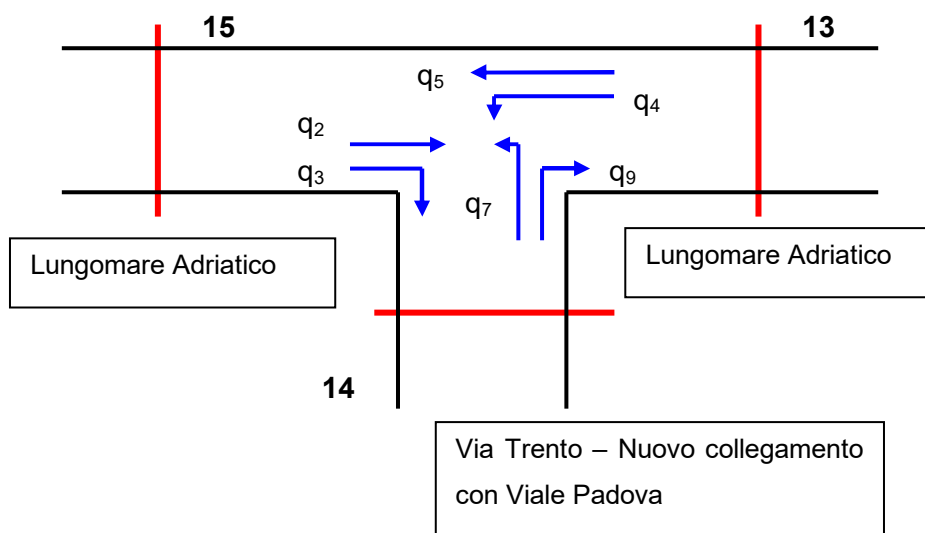 15
13
q5
q4
q2
q3
q7
q9
Lungomare Adriatico
Lungomare Adriatico
14
Via Trento – Nuovo collegamento
con Viale Padova